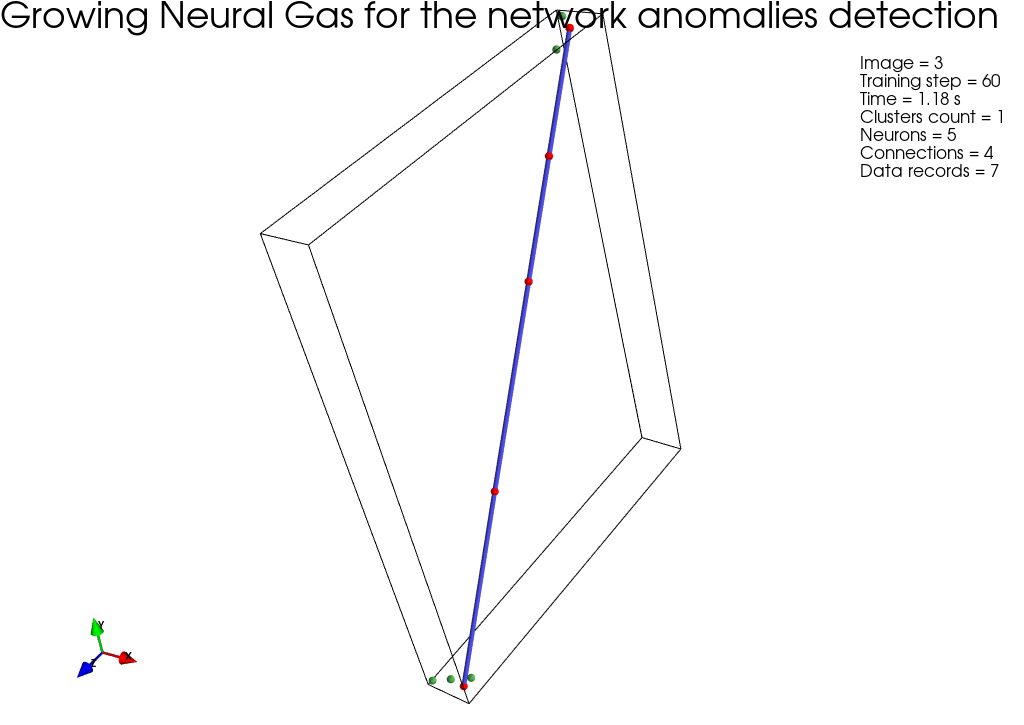 Growing Neural Gas for the network anomalies detection
Image = 3
Training step = 60
Time = 1.18 s
Clusters count = 1
Neurons = 5
Connections = 4
Data records = 7
Y
Z
X